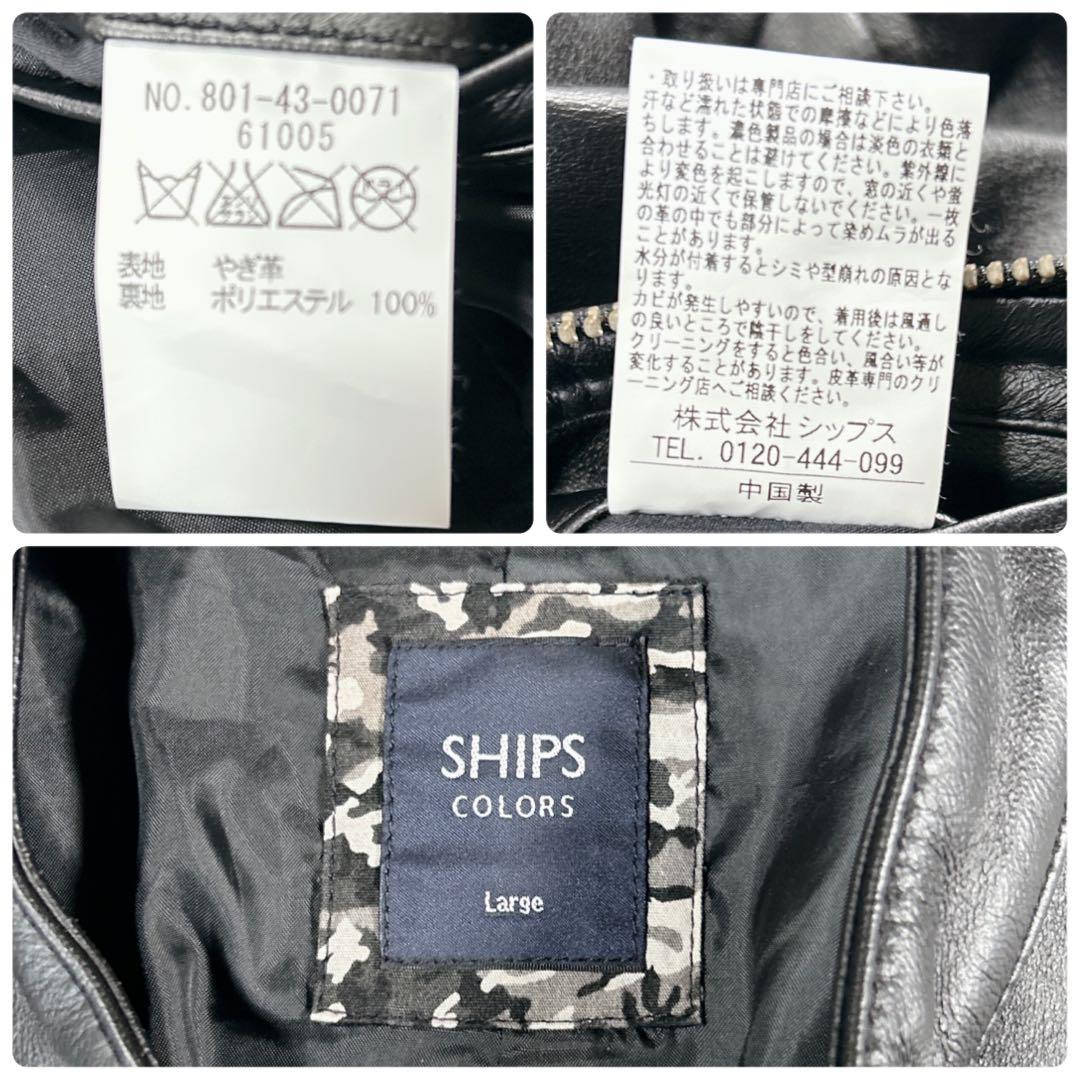 NO. 801-43-0071
61005
エンソ
サラシ
ドライ
表地 やぎ革
裏地 ポリエステル 100%
・取り扱いは専門店にご相談下さい。
汗など濡れた状態での摩擦などにより色落
ちします。濃色製品の場合は淡色の衣類と
合わせることは避けてください。紫外線に
より変色を起こしますので、窓の近くや蛍
光灯の近くで保管しないでください。一枚
の革の中でも部分によって染めムラが出る
ことがあります。
水分が付着するとシミや型崩れの原因とな
ります。
カビが発生しやすいので、着用後は風通し
の良いところで陰干しをしてください。
クリーニングをすると色合い、風合い等が
変化することがあります。皮革専門のクリ
ーニング店へご相談ください。
株式会社 シップス
TEL. 0120-444-099
中国製
SHIPS
COLORS
Large